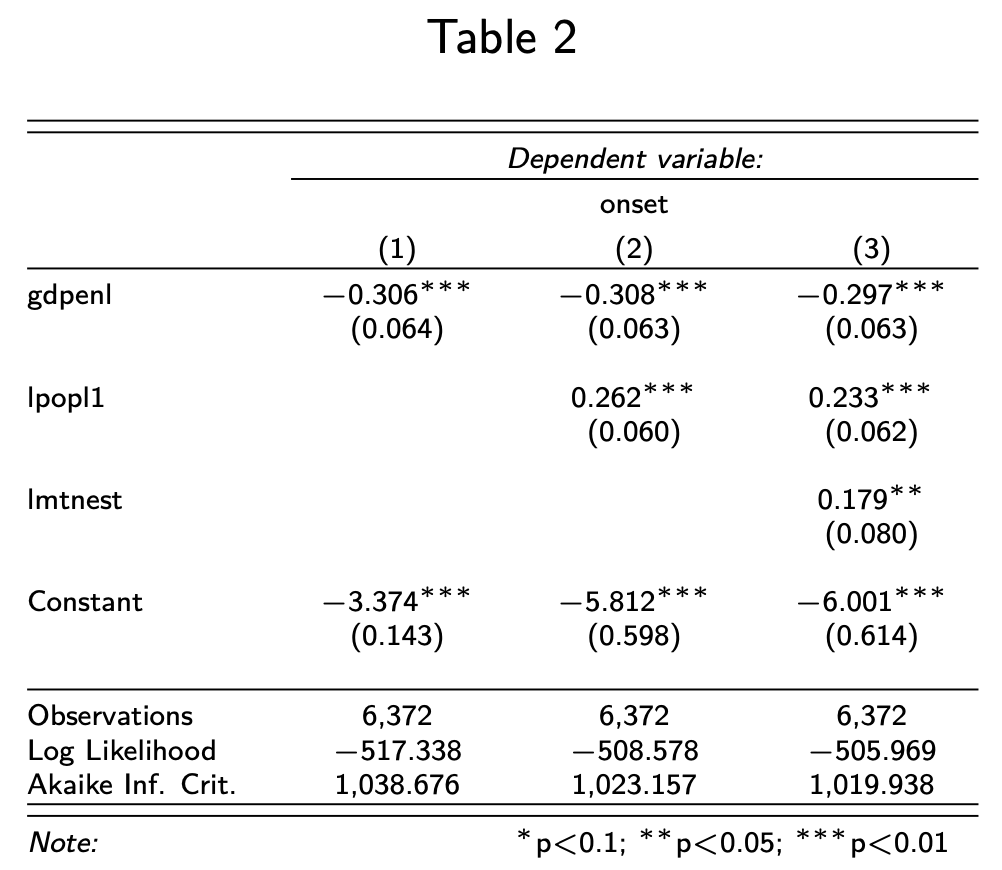 Table 2
Dependent variable:
onset
(1) (2) (3)
gdpenl −0.306*** −0.308*** −0.297***
(0.064) (0.063) (0.063)
lpopl1 0.262*** 0.233***
(0.060) (0.062)
lmtnest 0.179**
(0.080)
Constant −3.374*** −5.812*** −6.001***
(0.143) (0.598) (0.614)
Observations 6,372 6,372 6,372
Log Likelihood −517.338 −508.578 −505.969
Akaike Inf. Crit. 1,038.676 1,023.157 1,019.938
Note: *p<0.1; **p<0.05; ***p<0.01